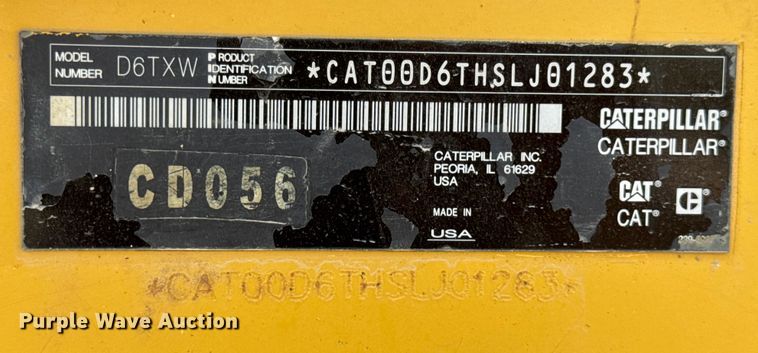 MODEL NUMBER D6TXW PRODUCT IDENTIFICATION NUMBER *CAT00D6THSLJ01283*
CATERPILLAR®
CATERPILLAR®
CD056
CATERPILLAR INC.
PEORIA, IL 61629
USA
CAT® C®
CAT®
MADE IN
USA
*CAT00D6THSLJ01283*
Purple Wave Auction